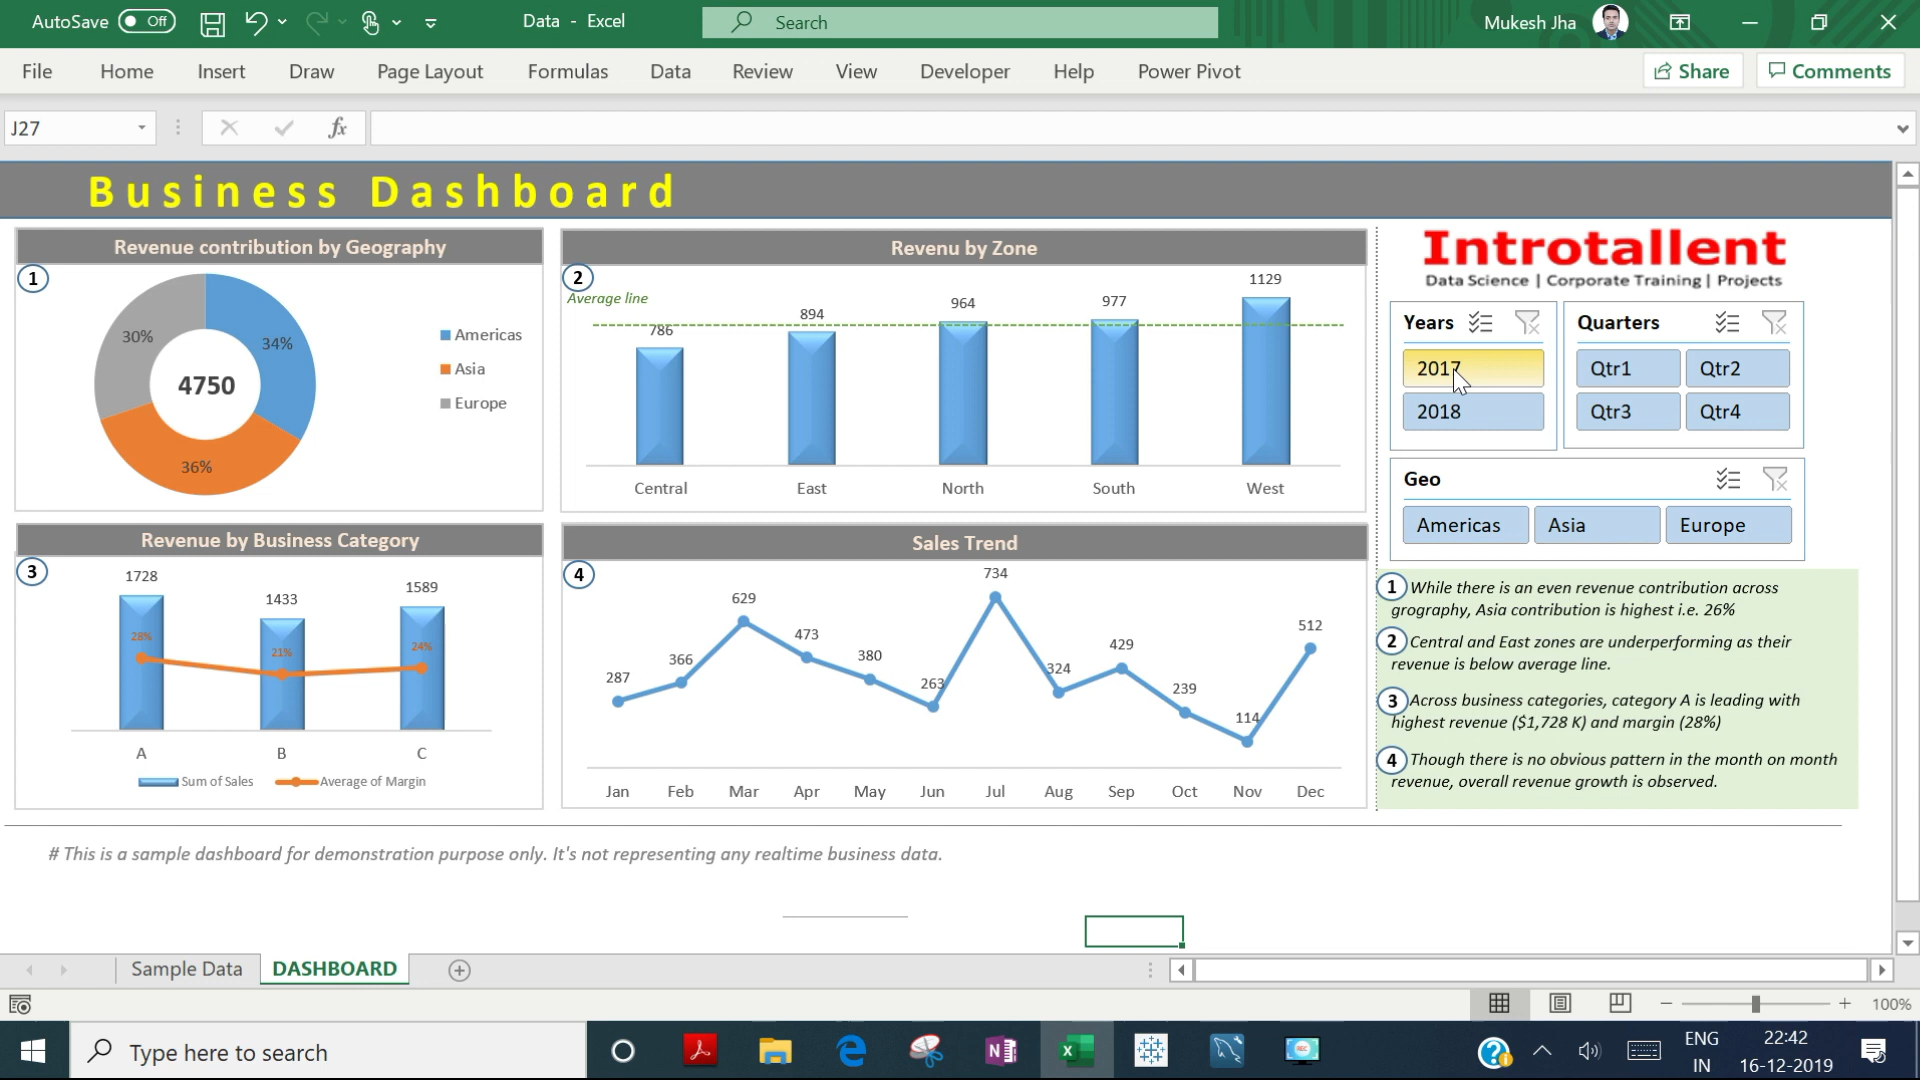 AutoSave Off
Data - Excel
Search
Mukesh Jha
File Home Insert Draw Page Layout Formulas Data Review View Developer Help Power Pivot
Share Comments
J27
fx
Business Dashboard
Revenue contribution by Geography
1
34%
36%
30%
4750
Americas
Asia
Europe
Revenu by Zone
2
Average line
786 894 964 977 1129
Central East North South West
Introtallent
Data Science | Corporate Training | Projects
Years
2017
2018
Quarters
Qtr1 Qtr2
Qtr3 Qtr4
Geo
Americas Asia Europe
Revenue by Business Category
3
1728 1433 1589
28% 21% 24%
A B C
Sum of Sales Average of Margin
Sales Trend
4
287 366 629 473 380 263 734 324 429 239 114 512
Jan Feb Mar Apr May Jun Jul Aug Sep Oct Nov Dec
1 While there is an even revenue contribution across
grography, Asia contribution is highest i.e. 26%
2 Central and East zones are underperforming as their
revenue is below average line.
3 Across business categories, category A is leading with
highest revenue ($1,728 K) and margin (28%)
4 Though there is no obvious pattern in the month on month
revenue, overall revenue growth is observed.
# This is a sample dashboard for demonstration purpose only. It's not representing any realtime business data.
Sample Data DASHBOARD
100%
Type here to search
ENG
IN
22:42
16-12-2019